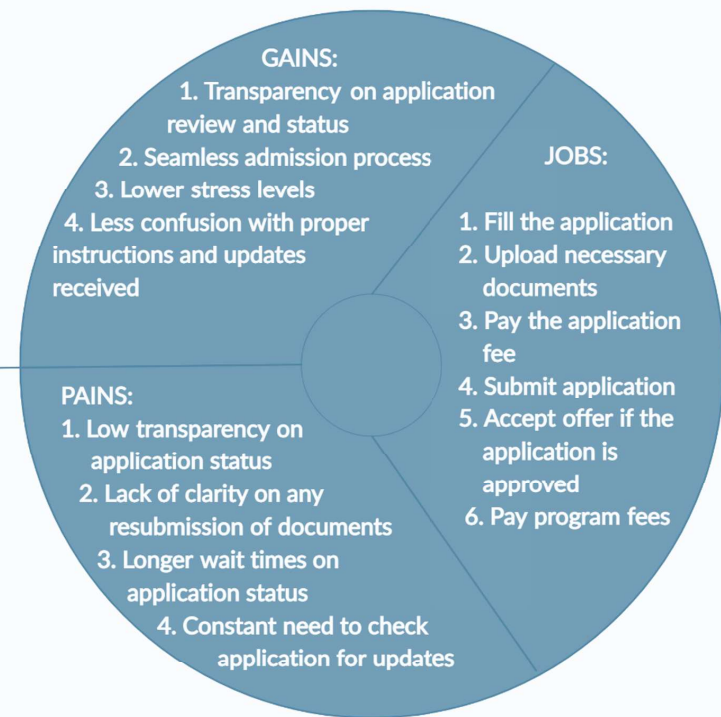 GAINS:
1. Transparency on application
review and status
2. Seamless admission process
3. Lower stress levels
4. Less confusion with proper
instructions and updates
received
JOBS:
1. Fill the application
2. Upload necessary
documents
3. Pay the application
fee
4. Submit application
5. Accept offer if the
application is
approved
6. Pay program fees
PAINS:
1. Low transparency on
application status
2. Lack of clarity on any
resubmission of documents
3. Longer wait times on
application status
4. Constant need to check
application for updates